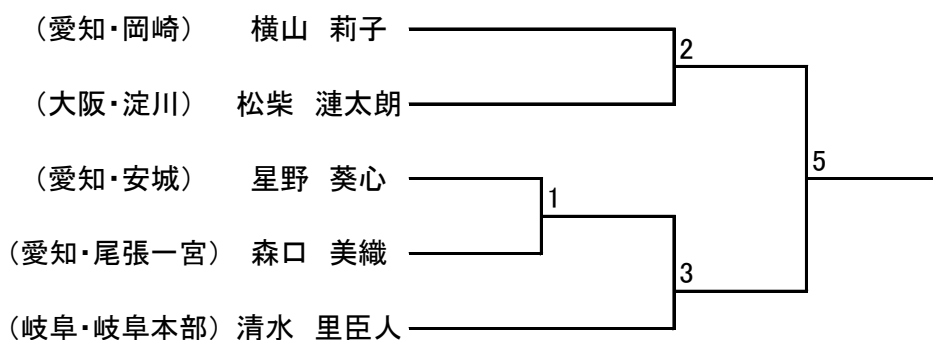 (愛知・岡崎) 横山 莉子
2
(大阪・淀川) 松柴 漣太朗
5
(愛知・安城) 星野 葵心
1
(愛知・尾張一宮) 森口 美織
3
(岐阜・岐阜本部) 清水 里臣人